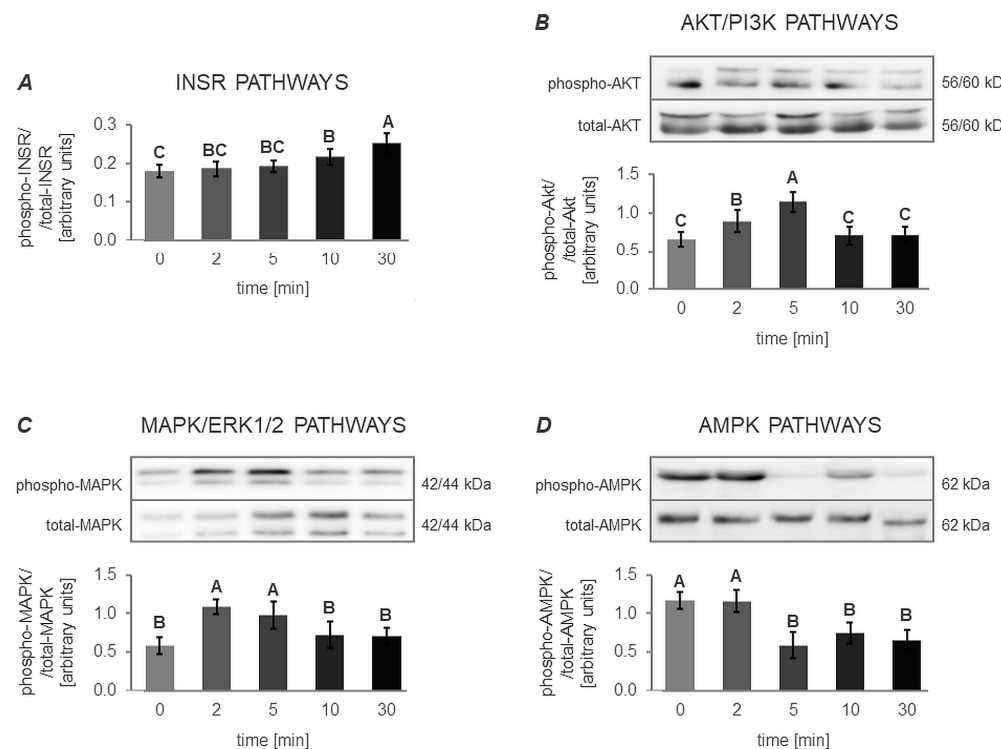 A
INSR PATHWAYS
phospho-INSR/
/total-INSR
[arbitrary units]
0.3
0.2
0.1
0.0
C
BC
BC
B
A
0
2
5
10
30
time [min]
B
AKT/PI3K PATHWAYS
phospho-AKT
56/60 kD
total-AKT
56/60 kD
phospho-Akt/
/total-Akt
[arbitrary units]
1.5
1.0
0.5
0.0
C
B
A
C
C
0
2
5
10
30
time [min]
C
MAPK/ERK1/2 PATHWAYS
phospho-MAPK
42/44 kDa
total-MAPK
42/44 kDa
phospho-MAPK/
/total-MAPK
[arbitrary units]
1.5
1.0
0.5
0.0
B
A
A
B
B
0
2
5
10
30
time [min]
D
AMPK PATHWAYS
phospho-AMPK
62 kDa
total-AMPK
62 kDa
phospho-AMPK/
/total-AMPK
[arbitrary units]
1.5
1.0
0.5
0.0
A
A
B
B
B
0
2
5
10
30
time [min]